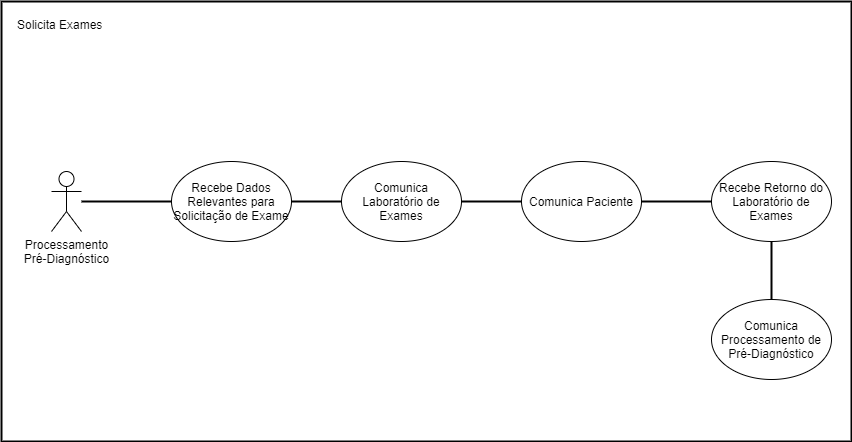 Solicita Exames
Recebe Dados
Relevantes para
Solicitação de Exame
Comunica
Laboratório de
Exames
Comunica Paciente
Recebe Retorno do
Laboratório de
Exames
Processamento
Pré-Diagnóstico
Comunica
Processamento de
Pré-Diagnóstico